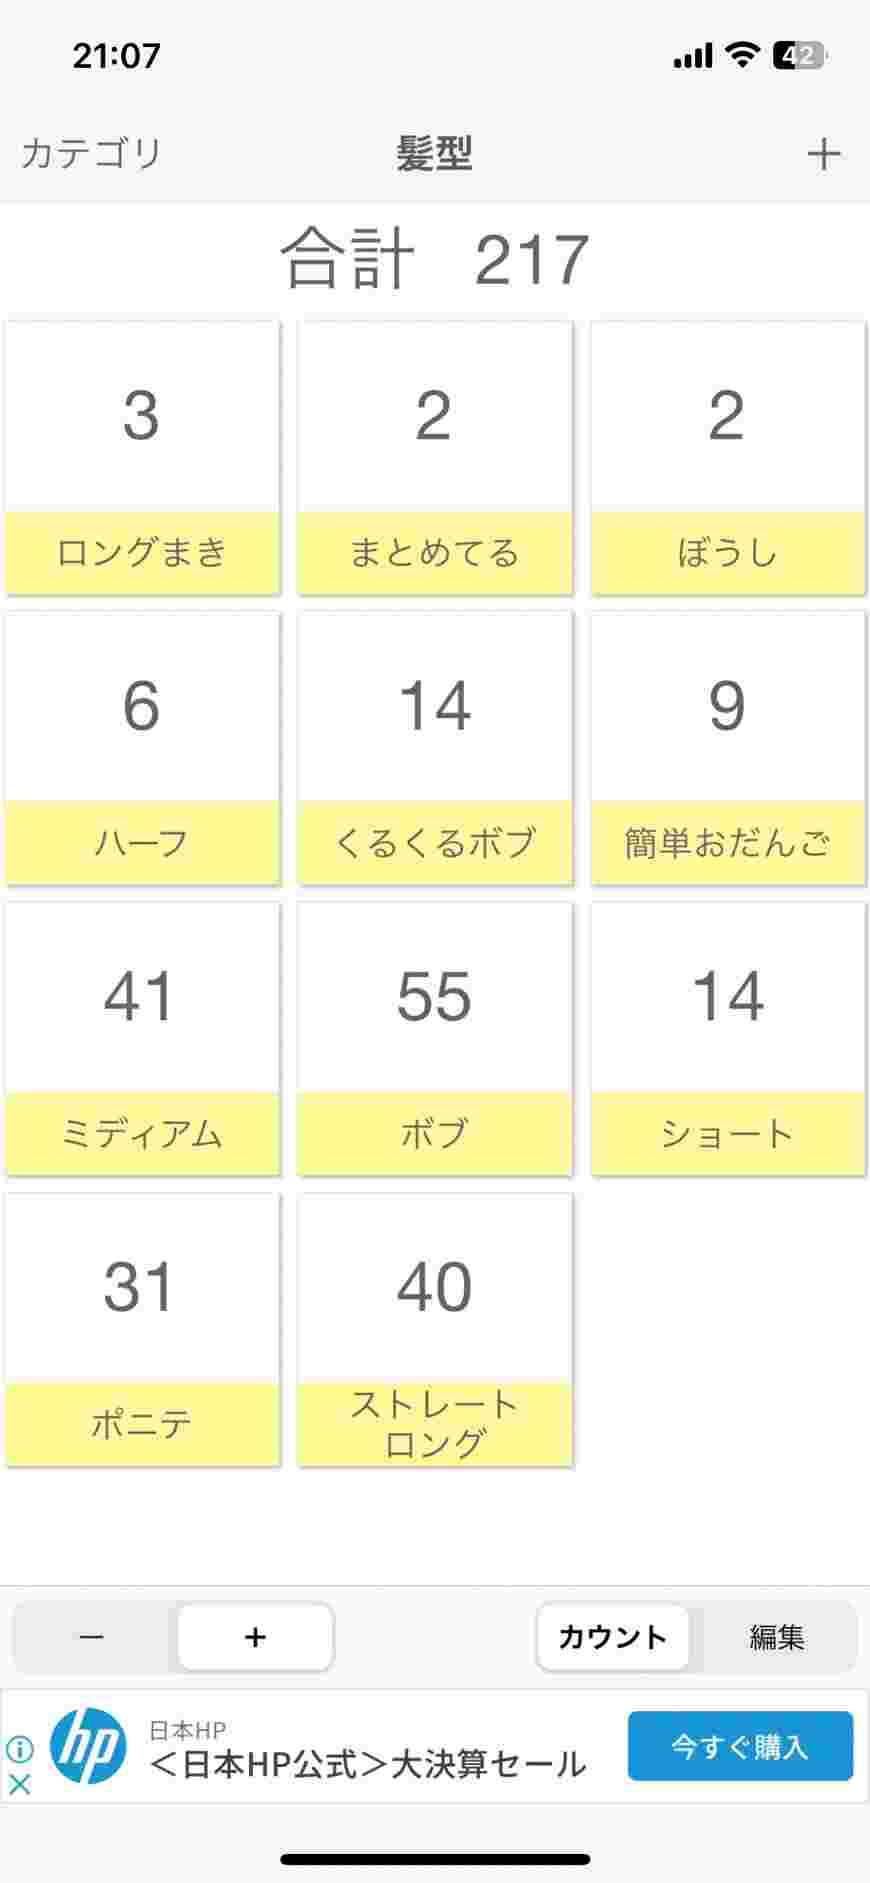 21:07
42
カテゴリ
髪型
+
合計 217
3
2
2
ロングまき
まとめてる
ぼうし
6
14
9
ハーフ
くるくるボブ
簡単おだんご
41
55
14
ミディアム
ボブ
ショート
31
40
ポニテ
ストレート
ロング
－
+
カウント
編集
hp
日本HP
＜日本HP公式＞大決算セール
今すぐ購入